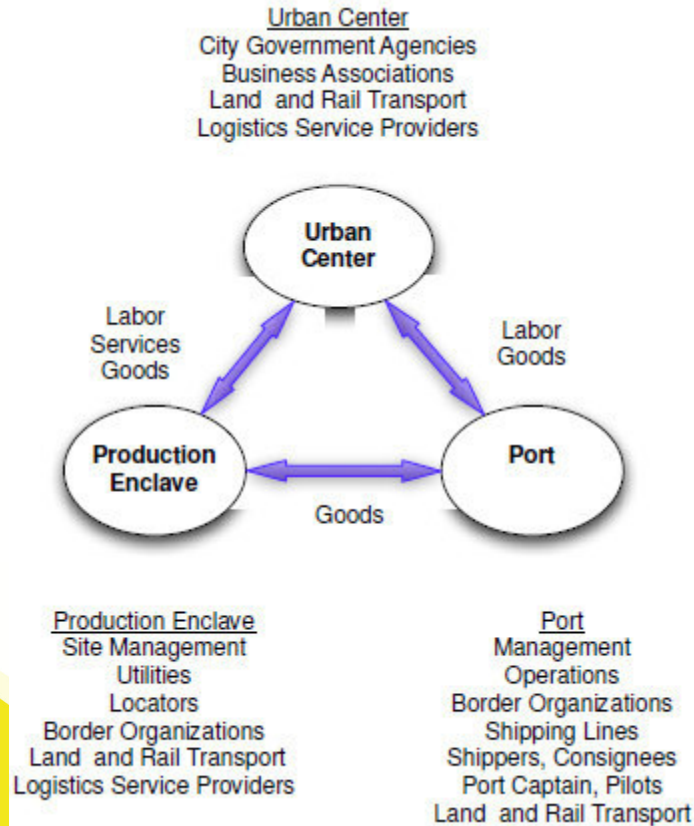 Urban Center
City Government Agencies
Business Associations
Land and Rail Transport
Logistics Service Providers
Urban
Center
Labor
Services
Goods
Labor
Goods
Production
Enclave
Port
Goods
Production Enclave
Site Management
Utilities
Locators
Border Organizations
Land and Rail Transport
Logistics Service Providers
Port
Management
Operations
Border Organizations
Shipping Lines
Shippers, Consignees
Port Captain, Pilots
Land and Rail Transport